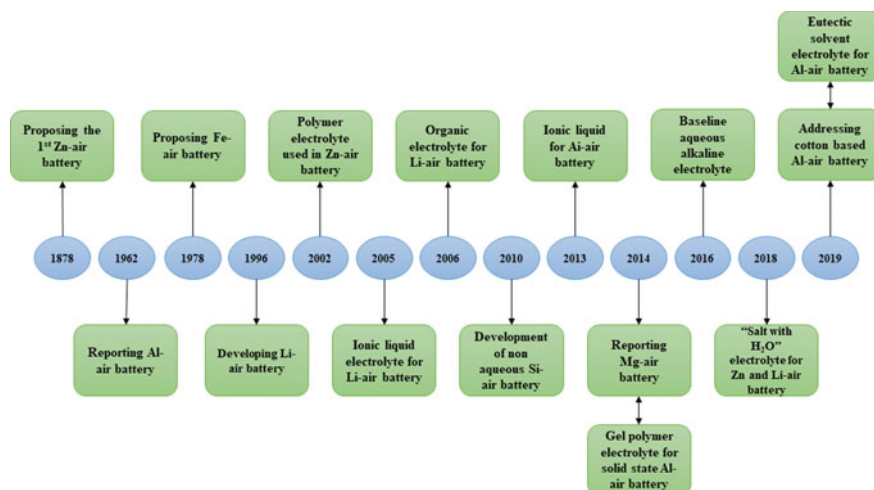 Eutectic
solvent
electrolyte for
Al-air battery
Proposing the
1st Zn-air
battery
Proposing Fe-
air battery
Polymer
electrolyte
used in Zn-air
battery
Organic
electrolyte for
Li-air battery
Ionic liquid
for Ai-air
battery
Baseline
aqueous
alkaline
electrolyte
Addressing
cotton based
Al-air battery
1878
1962
1978
1996
2002
2005
2006
2010
2013
2014
2016
2018
2019
Reporting Al-
air battery
Developing Li-
air battery
Ionic liquid
electrolyte for
Li-air battery
Development
of non
aqueous Si-
air battery
Reporting
Mg-air
battery
“Salt with
H2O”
electrolyte for
Zn and Li-air
battery
Gel polymer
electrolyte for
solid state Al-
air battery